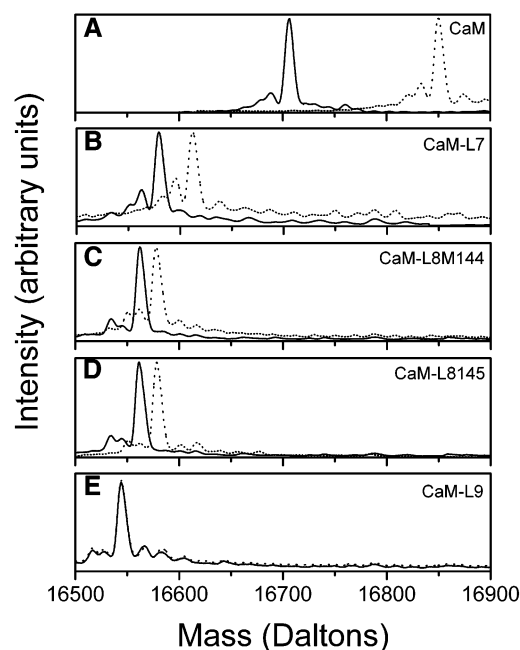 A
CaM
B
CaM-L7
C
CaM-L8M144
D
CaM-L8145
E
CaM-L9
Intensity (arbitrary units)
16500 16600 16700 16800 16900
Mass (Daltons)